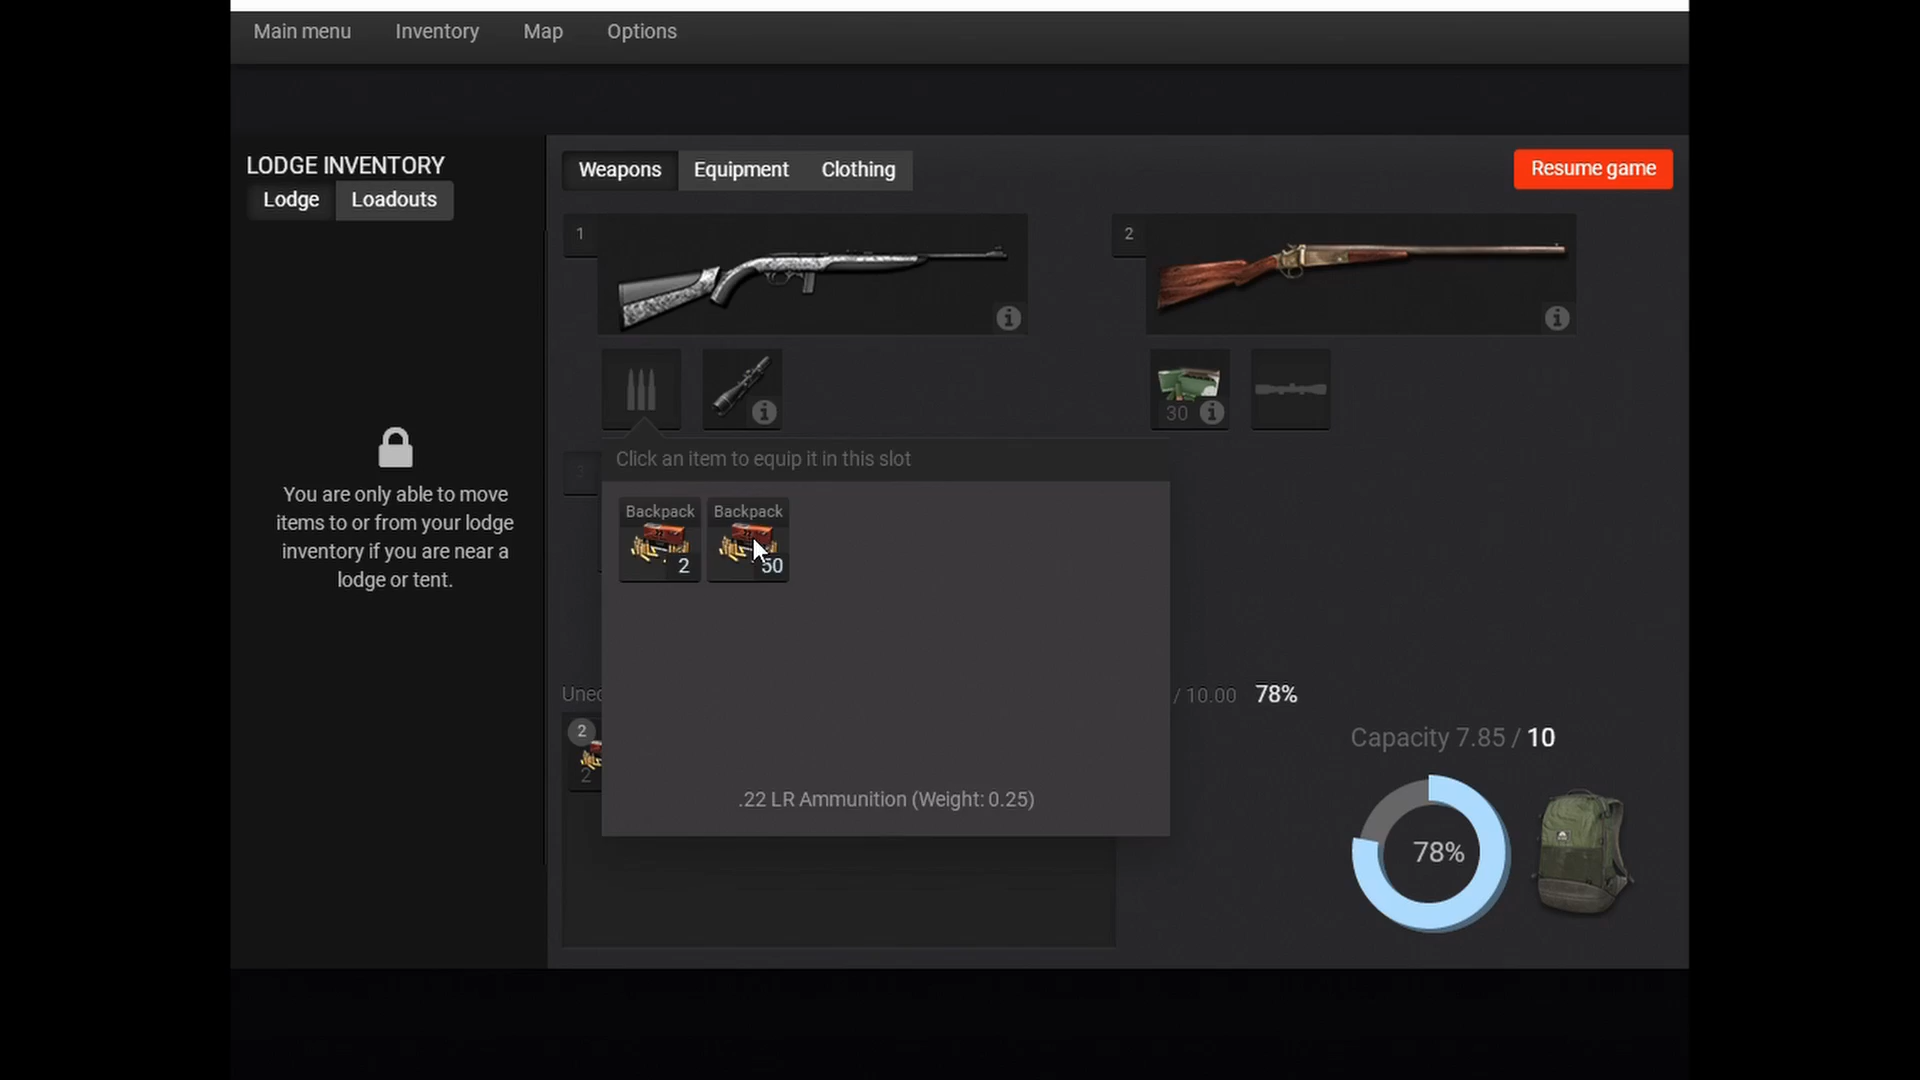 Main menu Inventory Map Options
LODGE INVENTORY
Lodge Loadouts
Weapons Equipment Clothing
Resume game
1
2
30
Click an item to equip it in this slot
3
Backpack Backpack
2 50
You are only able to move
items to or from your lodge
inventory if you are near a
lodge or tent.
/ 10.00 78%
2
2
Capacity 7.85 / 10
.22 LR Ammunition (Weight: 0.25)
78%